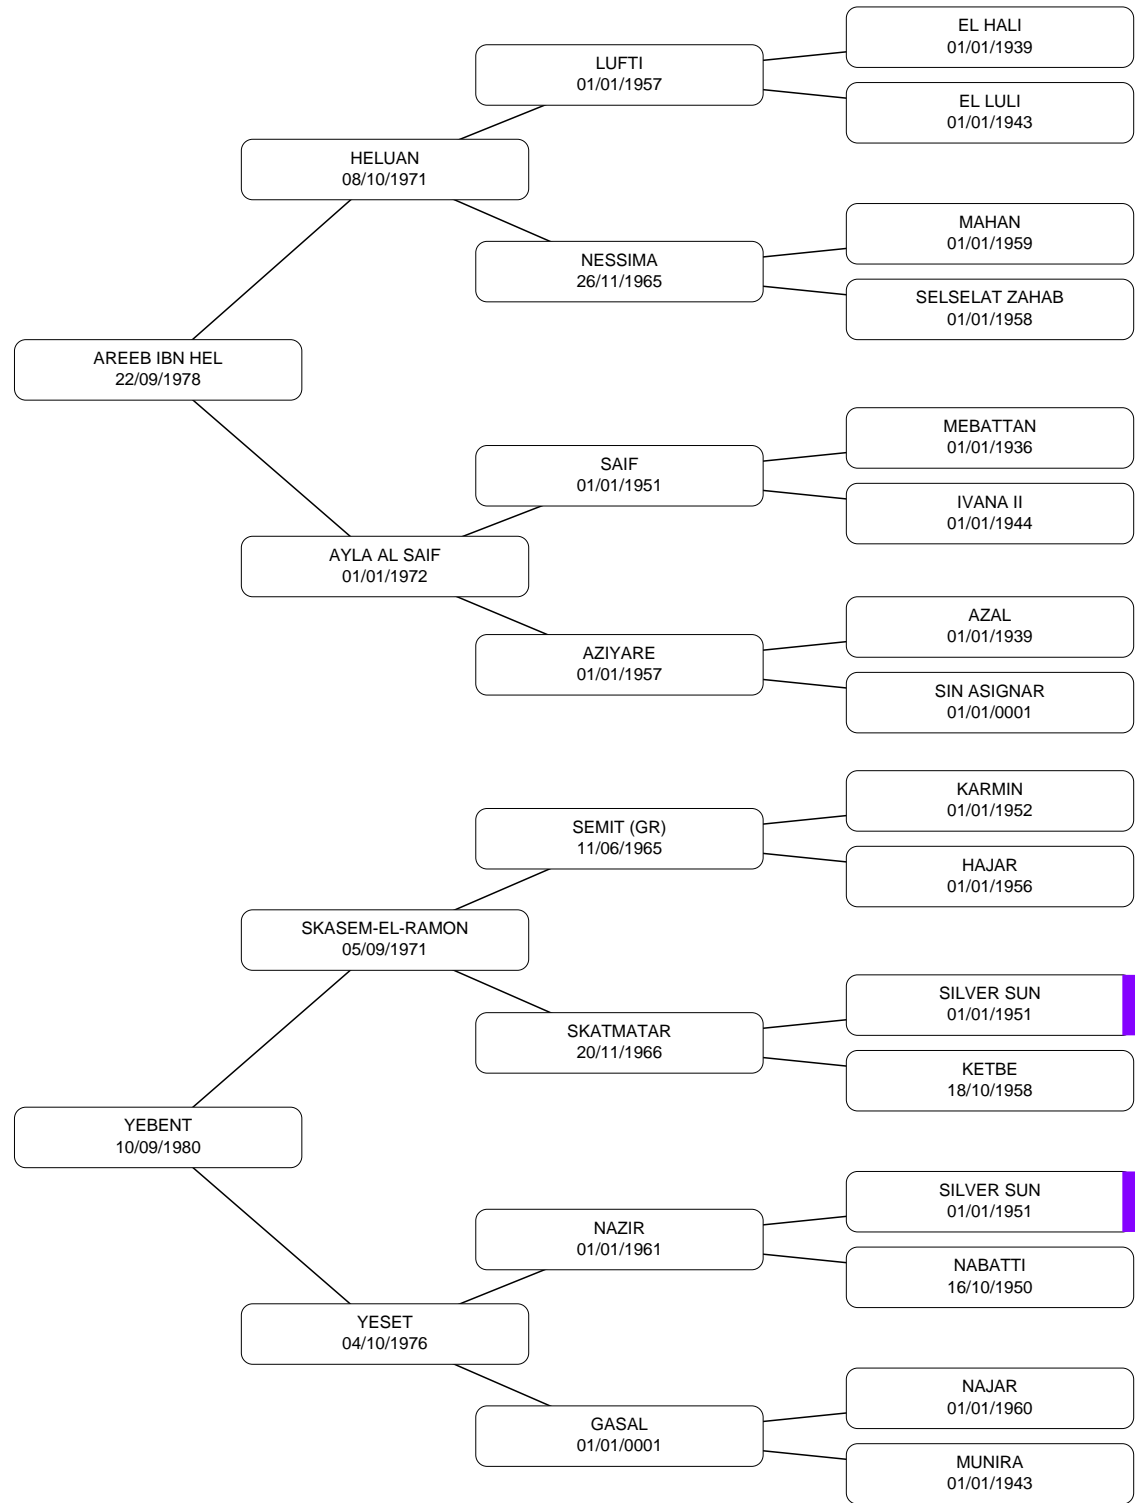 EL HALI
01/01/1939
LUFTI
01/01/1957
EL LULI
01/01/1943
HELUAN
08/10/1971
MAHAN
01/01/1959
NESSIMA
26/11/1965
SELSELAT ZAHAB
01/01/1958
AREEB IBN HEL
22/09/1978
MEBATTAN
01/01/1936
SAIF
01/01/1951
IVANA II
01/01/1944
AYLA AL SAIF
01/01/1972
AZAL
01/01/1939
AZIYARE
01/01/1957
SIN ASIGNAR
01/01/0001
KARMIN
01/01/1952
SEMIT (GR)
11/06/1965
HAJAR
01/01/1956
SKASEM-EL-RAMON
05/09/1971
SILVER SUN
01/01/1951
SKATMATAR
20/11/1966
KETBE
18/10/1958
YEBENT
10/09/1980
SILVER SUN
01/01/1951
NAZIR
01/01/1961
NABATTI
16/10/1950
YESET
04/10/1976
NAJAR
01/01/1960
GASAL
01/01/0001
MUNIRA
01/01/1943